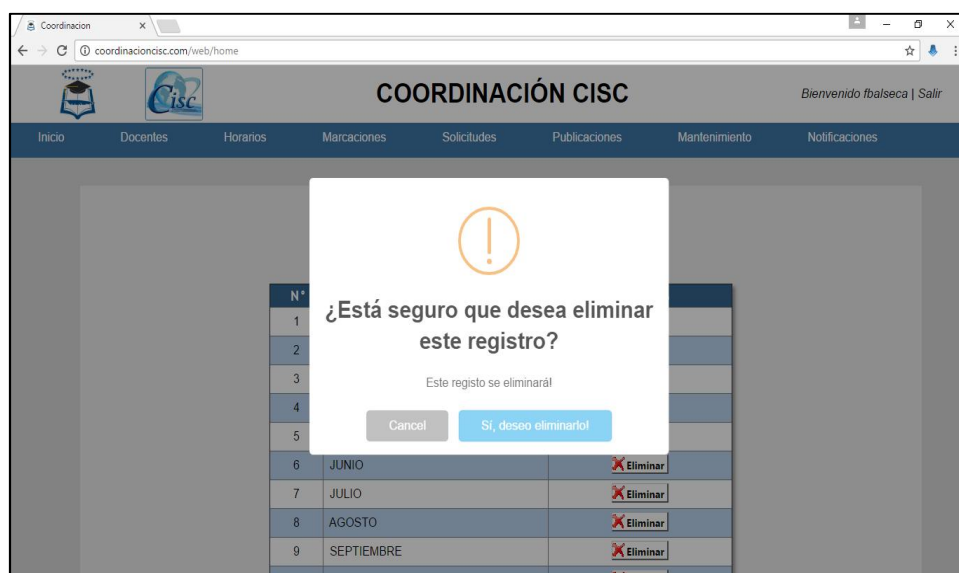 Coordinacion
coordinacioncisc.com/web/home
Cisc
COORDINACIÓN CISC
Bienvenido fbalseca | Salir
Inicio Docentes Horarios Marcaciones Solicitudes Publicaciones Mantenimiento Notificaciones
¿Está seguro que desea eliminar
este registro?
Este registo se eliminará!
Cancel Sí, deseo eliminarlo!
N°
1
2
3
4
5
6 JUNIO Eliminar
7 JULIO Eliminar
8 AGOSTO Eliminar
9 SEPTIEMBRE Eliminar